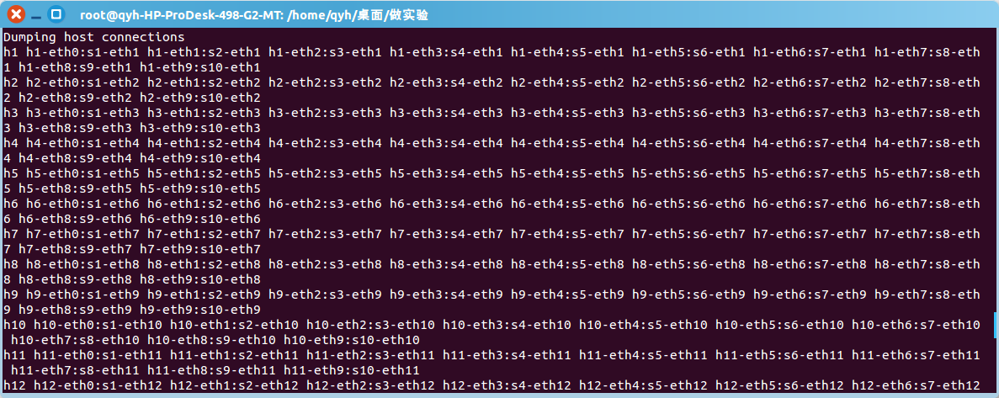 root@qyh-HP-ProDesk-498-G2-MT: /home/qyh/桌面/做实验
Dumping host connections
h1 h1-eth0:s1-eth1 h1-eth1:s2-eth1 h1-eth2:s3-eth1 h1-eth3:s4-eth1 h1-eth4:s5-eth1 h1-eth5:s6-eth1 h1-eth6:s7-eth1 h1-eth7:s8-eth
1 h1-eth8:s9-eth1 h1-eth9:s10-eth1
h2 h2-eth0:s1-eth2 h2-eth1:s2-eth2 h2-eth2:s3-eth2 h2-eth3:s4-eth2 h2-eth4:s5-eth2 h2-eth5:s6-eth2 h2-eth6:s7-eth2 h2-eth7:s8-eth
2 h2-eth8:s9-eth2 h2-eth9:s10-eth2
h3 h3-eth0:s1-eth3 h3-eth1:s2-eth3 h3-eth2:s3-eth3 h3-eth3:s4-eth3 h3-eth4:s5-eth3 h3-eth5:s6-eth3 h3-eth6:s7-eth3 h3-eth7:s8-eth
3 h3-eth8:s9-eth3 h3-eth9:s10-eth3
h4 h4-eth0:s1-eth4 h4-eth1:s2-eth4 h4-eth2:s3-eth4 h4-eth3:s4-eth4 h4-eth4:s5-eth4 h4-eth5:s6-eth4 h4-eth6:s7-eth4 h4-eth7:s8-eth
4 h4-eth8:s9-eth4 h4-eth9:s10-eth4
h5 h5-eth0:s1-eth5 h5-eth1:s2-eth5 h5-eth2:s3-eth5 h5-eth3:s4-eth5 h5-eth4:s5-eth5 h5-eth5:s6-eth5 h5-eth6:s7-eth5 h5-eth7:s8-eth
5 h5-eth8:s9-eth5 h5-eth9:s10-eth5
h6 h6-eth0:s1-eth6 h6-eth1:s2-eth6 h6-eth2:s3-eth6 h6-eth3:s4-eth6 h6-eth4:s5-eth6 h6-eth5:s6-eth6 h6-eth6:s7-eth6 h6-eth7:s8-eth
6 h6-eth8:s9-eth6 h6-eth9:s10-eth6
h7 h7-eth0:s1-eth7 h7-eth1:s2-eth7 h7-eth2:s3-eth7 h7-eth3:s4-eth7 h7-eth4:s5-eth7 h7-eth5:s6-eth7 h7-eth6:s7-eth7 h7-eth7:s8-eth
7 h7-eth8:s9-eth7 h7-eth9:s10-eth7
h8 h8-eth0:s1-eth8 h8-eth1:s2-eth8 h8-eth2:s3-eth8 h8-eth3:s4-eth8 h8-eth4:s5-eth8 h8-eth5:s6-eth8 h8-eth6:s7-eth8 h8-eth7:s8-eth
8 h8-eth8:s9-eth8 h8-eth9:s10-eth8
h9 h9-eth0:s1-eth9 h9-eth1:s2-eth9 h9-eth2:s3-eth9 h9-eth3:s4-eth9 h9-eth4:s5-eth9 h9-eth5:s6-eth9 h9-eth6:s7-eth9 h9-eth7:s8-eth
9 h9-eth8:s9-eth9 h9-eth9:s10-eth9
h10 h10-eth0:s1-eth10 h10-eth1:s2-eth10 h10-eth2:s3-eth10 h10-eth3:s4-eth10 h10-eth4:s5-eth10 h10-eth5:s6-eth10 h10-eth6:s7-eth10
h10-eth7:s8-eth10 h10-eth8:s9-eth10 h10-eth9:s10-eth10
h11 h11-eth0:s1-eth11 h11-eth1:s2-eth11 h11-eth2:s3-eth11 h11-eth3:s4-eth11 h11-eth4:s5-eth11 h11-eth5:s6-eth11 h11-eth6:s7-eth11
h11-eth7:s8-eth11 h11-eth8:s9-eth11 h11-eth9:s10-eth11
h12 h12-eth0:s1-eth12 h12-eth1:s2-eth12 h12-eth2:s3-eth12 h12-eth3:s4-eth12 h12-eth4:s5-eth12 h12-eth5:s6-eth12 h12-eth6:s7-eth12